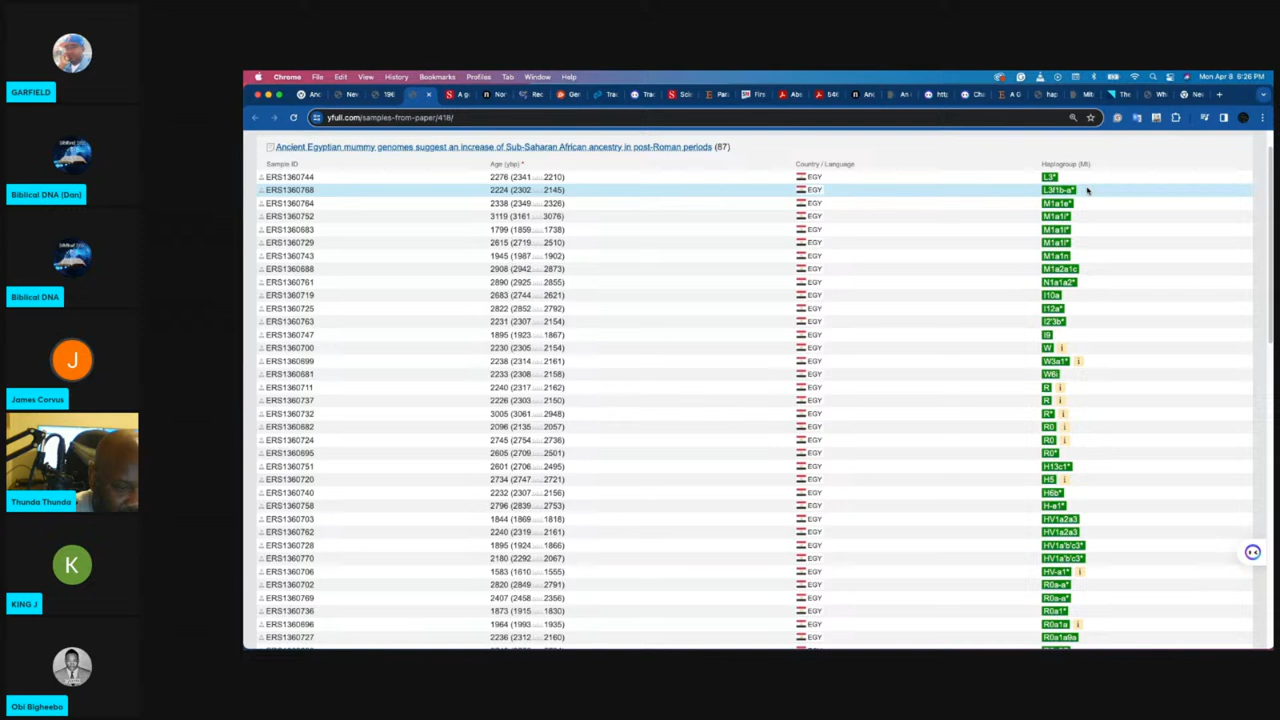 GARFIELD
Biblical DNA (Dan)
Biblical DNA
J
James Corvus
Thunda Thunda
K
KING J
Obi Bigheebo
Chrome File Edit View History Bookmarks Profiles Tab Window Help
Mon Apr 8 6:26 PM
yfull.com/samples-from-paper/418/
Ancient Egyptian mummy genomes suggest an increase of Sub-Saharan African ancestry in post-Roman periods (87)
Sample ID Age (ybp) * Country / Language Haplogroup (Mt)
ERS1360744 2276 (2341 2210) EGY L3*
ERS1360768 2224 (2302 2145) EGY L3f1b-a*
ERS1360764 2338 (2349 2326) EGY M1a1e*
ERS1360752 3119 (3161 3076) EGY M1a1i*
ERS1360683 1799 (1859 1738) EGY M1a1i*
ERS1360729 2615 (2719 2510) EGY M1a1i*
ERS1360743 1945 (1987 1902) EGY M1a1n
ERS1360688 2908 (2942 2873) EGY M1a2a1c
ERS1360761 2890 (2925 2855) EGY N1a1a2*
ERS1360719 2683 (2744 2621) EGY I10a
ERS1360725 2822 (2852 2792) EGY I12a*
ERS1360763 2231 (2307 2154) EGY I2'3b*
ERS1360747 1895 (1923 1867) EGY I9
ERS1360700 2230 (2305 2154) EGY W i
ERS1360699 2238 (2314 2161) EGY W3a1* i
ERS1360681 2233 (2308 2158) EGY W6i
ERS1360711 2240 (2317 2162) EGY R i
ERS1360737 2226 (2303 2150) EGY R i
ERS1360732 3005 (3061 2948) EGY R* i
ERS1360682 2096 (2135 2057) EGY R0 i
ERS1360724 2745 (2754 2736) EGY R0 i
ERS1360695 2605 (2709 2501) EGY R0*
ERS1360751 2601 (2706 2495) EGY H13c1*
ERS1360720 2734 (2747 2721) EGY H5 i
ERS1360740 2232 (2307 2156) EGY H6b*
ERS1360758 2796 (2839 2753) EGY H-a1*
ERS1360703 1844 (1869 1818) EGY HV1a2a3
ERS1360762 2240 (2319 2161) EGY HV1a2a3
ERS1360728 1895 (1924 1866) EGY HV1a'b'c3*
ERS1360770 2180 (2292 2067) EGY HV1a'b'c3*
ERS1360706 1583 (1610 1555) EGY HV-a1* i
ERS1360702 2820 (2849 2791) EGY R0a-a*
ERS1360769 2407 (2458 2356) EGY R0a-a*
ERS1360736 1873 (1915 1830) EGY R0a1*
ERS1360696 1964 (1993 1935) EGY R0a1a i
ERS1360727 2236 (2312 2160) EGY R0a1a9a